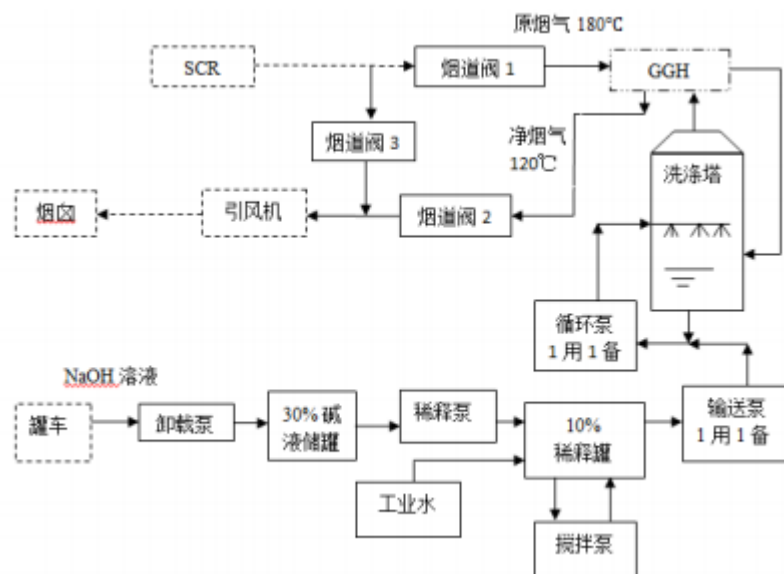 原烟气 180℃
SCR
烟道阀 1
GGH
烟道阀 3
净烟气
120℃
洗涤塔
烟囱
引风机
烟道阀 2
循环泵
1 用 1 备
NaOH 溶液
罐车
卸载泵
30% 碱
液储罐
稀释泵
10%
稀释罐
输送泵
1 用 1 备
工业水
搅拌泵